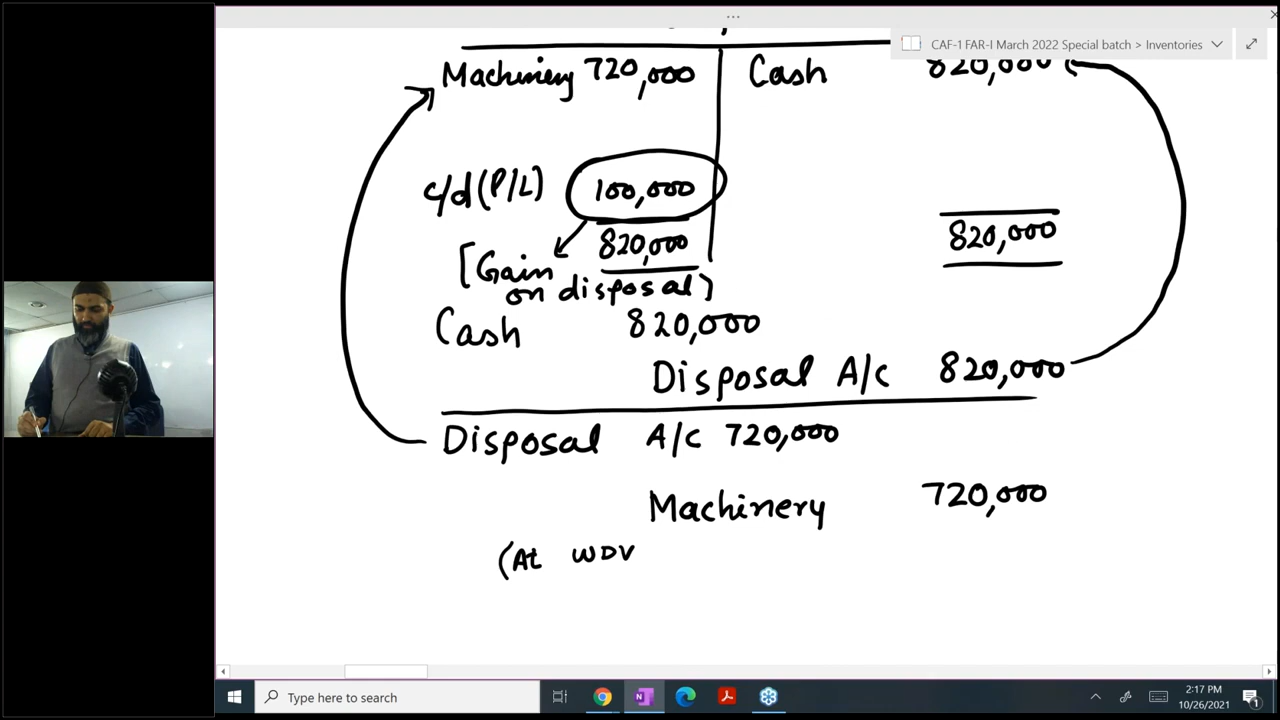 CAF-1 FAR-I March 2022 Special batch > Inventories
Machinery 720,000 Cash 820,000
c/d (P/L) 100,000
820,000 820,000
[Gain on disposal]
Cash 820,000
Disposal A/c 820,000
Disposal A/c 720,000
Machinery 720,000
(At WDV
Type here to search
2:17 PM
10/26/2021